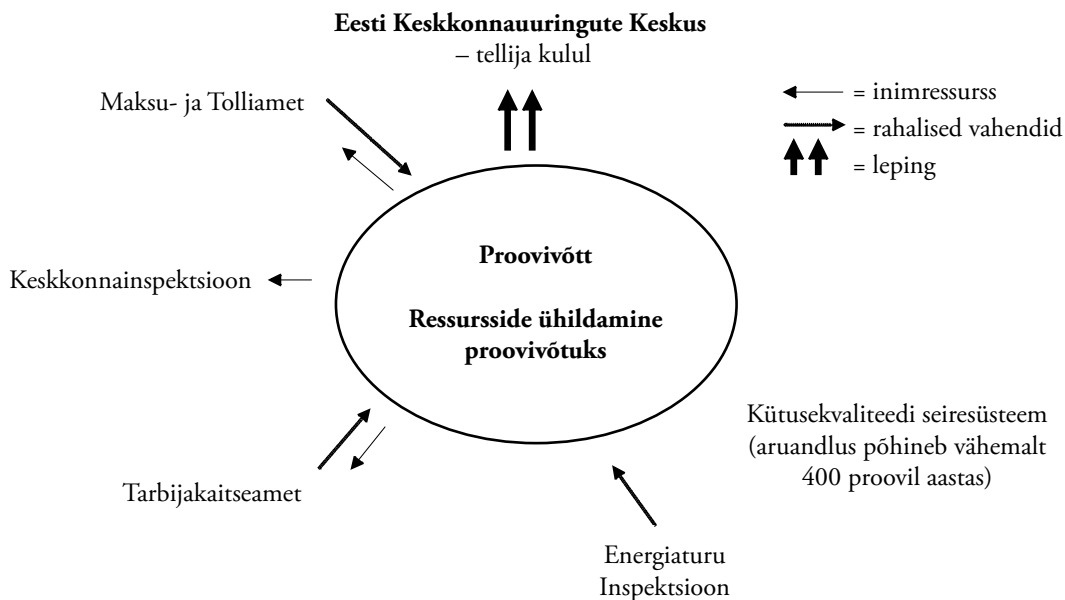 Eesti Keskkonnauuringute Keskus
– tellija kulul
Maksu- ja Tolliamet
= inimressurss
= rahalised vahendid
= leping
Keskkonnainspektsioon
Proovivõtt
Ressursside ühildamine
proovivõtuks
Kütusekvaliteedi seiresüsteem
(aruandlus põhineb vähemalt
400 proovil aastas)
Tarbijakaitseamet
Energiaturu
Inspektsioon